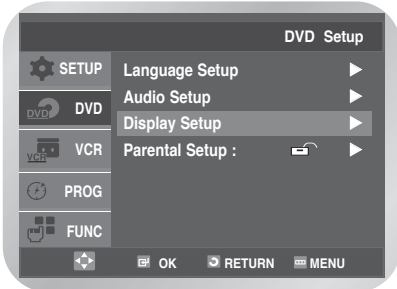 DVD Setup
SETUP
DVD DVD
VCR VCR
PROG
FUNC
Language Setup
Audio Setup
Display Setup
Parental Setup :
OK RETURN MENU